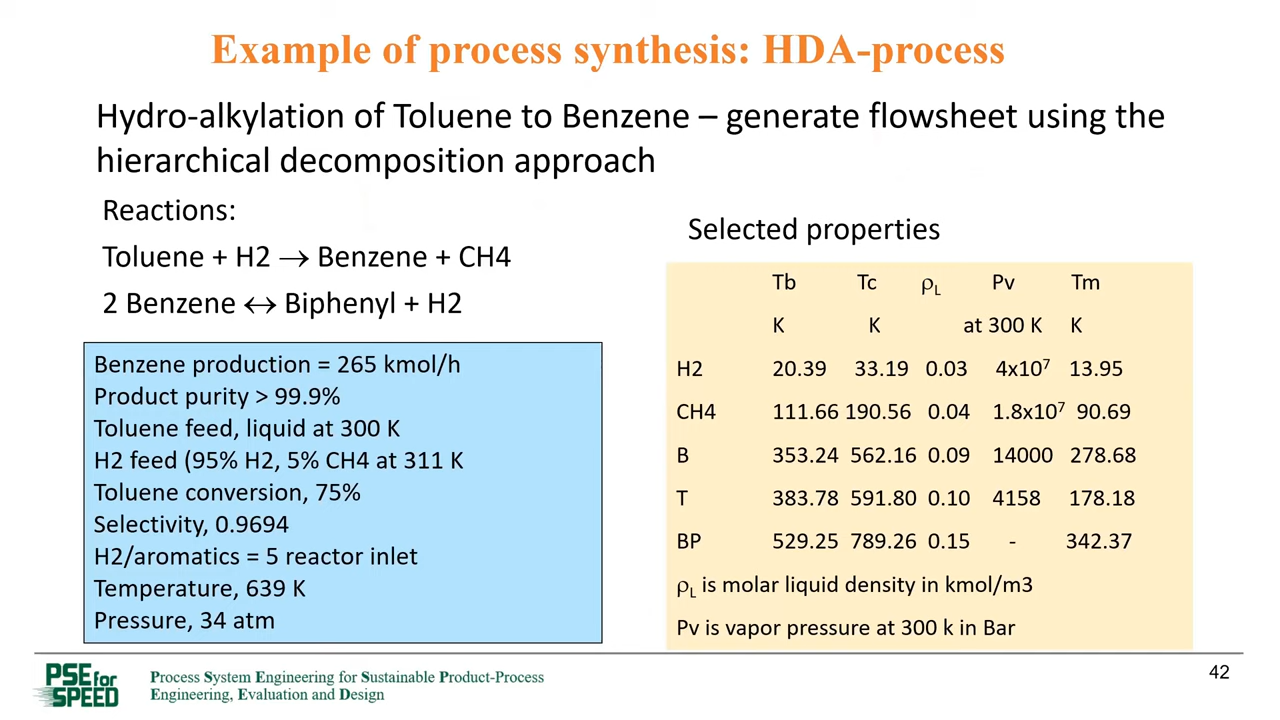 Example of process synthesis: HDA-process
Hydro-alkylation of Toluene to Benzene – generate flowsheet using the
hierarchical decomposition approach
Reactions:
Toluene + H2 → Benzene + CH4
2 Benzene ↔ Biphenyl + H2
Benzene production = 265 kmol/h
Product purity > 99.9%
Toluene feed, liquid at 300 K
H2 feed (95% H2, 5% CH4 at 311 K
Toluene conversion, 75%
Selectivity, 0.9694
H2/aromatics = 5 reactor inlet
Temperature, 639 K
Pressure, 34 atm
Selected properties
Tb Tc ρL Pv Tm
K K at 300 K K
H2 20.39 33.19 0.03 4x10⁷ 13.95
CH4 111.66 190.56 0.04 1.8x10⁷ 90.69
B 353.24 562.16 0.09 14000 278.68
T 383.78 591.80 0.10 4158 178.18
BP 529.25 789.26 0.15 - 342.37
ρL is molar liquid density in kmol/m3
Pv is vapor pressure at 300 k in Bar
PSE for
SPEED
Process System Engineering for Sustainable Product-Process
Engineering, Evaluation and Design
42